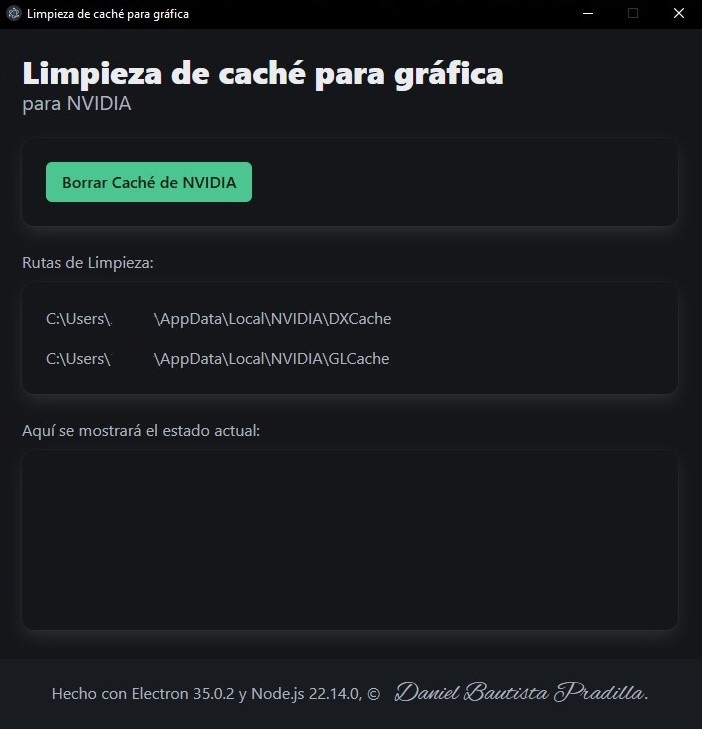 Limpieza de caché para gráfica
Limpieza de caché para gráfica
para NVIDIA
Borrar Caché de NVIDIA
Rutas de Limpieza:
C:\Users\ \AppData\Local\NVIDIA\DXCache
C:\Users\ \AppData\Local\NVIDIA\GLCache
Aquí se mostrará el estado actual:
Hecho con Electron 35.0.2 y Node.js 22.14.0, © Daniel Bautista Pradilla.